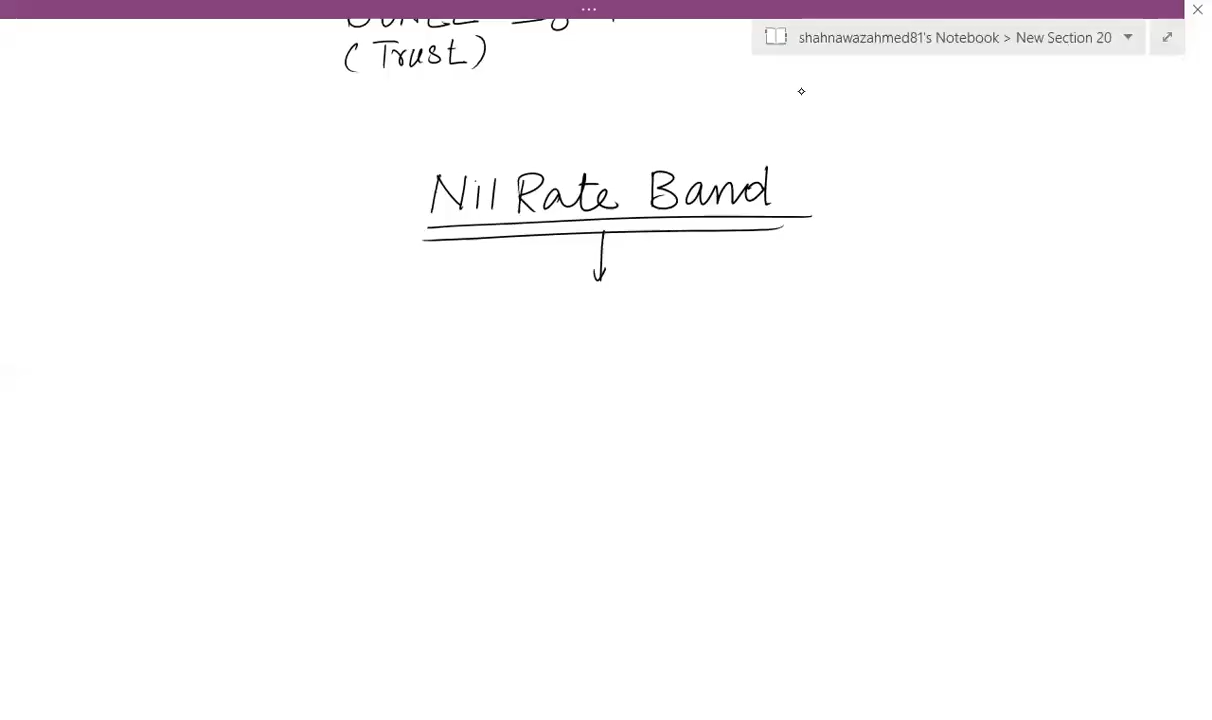 (Trust)
shahnawazahmed81's Notebook > New Section 20
Nil Rate Band